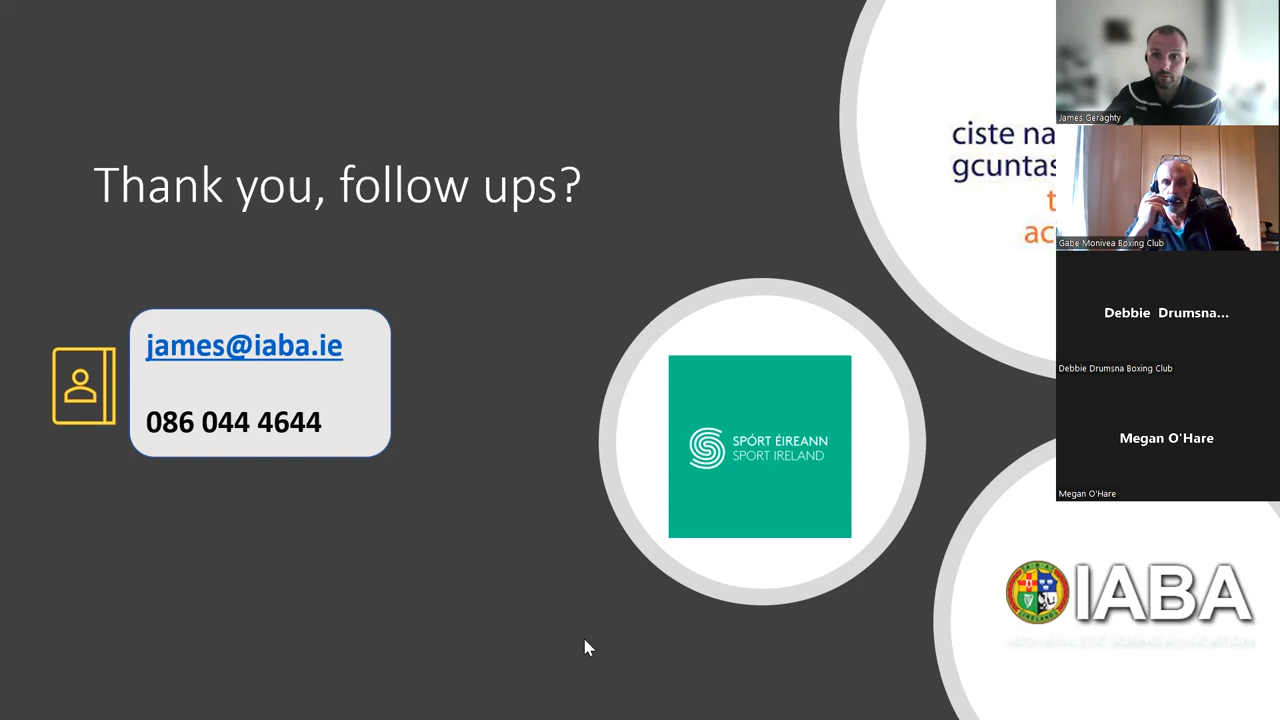 Thank you, follow ups?
james@iaba.ie
086 044 4644
ciste na
gcuntas
t
ac
SPÓRT ÉIREANN
SPORT IRELAND
IABA
James Geraghty
Gabe Monivea Boxing Club
Debbie Drumsna...
Debbie Drumsna Boxing Club
Megan O'Hare
Megan O'Hare